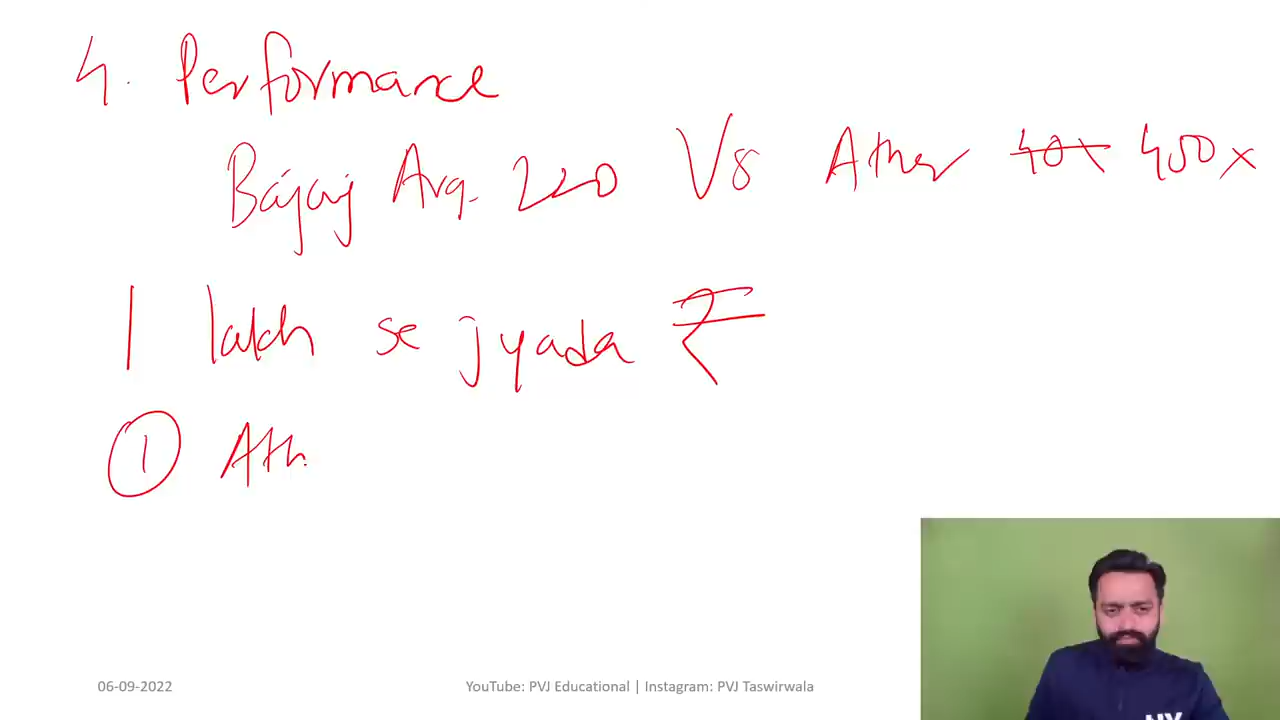 4. Performance
Bajaj Avg. 220 Vs Ather 40x 450x
1 lakh se jyada ₹
① Ath
06-09-2022 YouTube: PVJ Educational | Instagram: PVJ Taswirwala